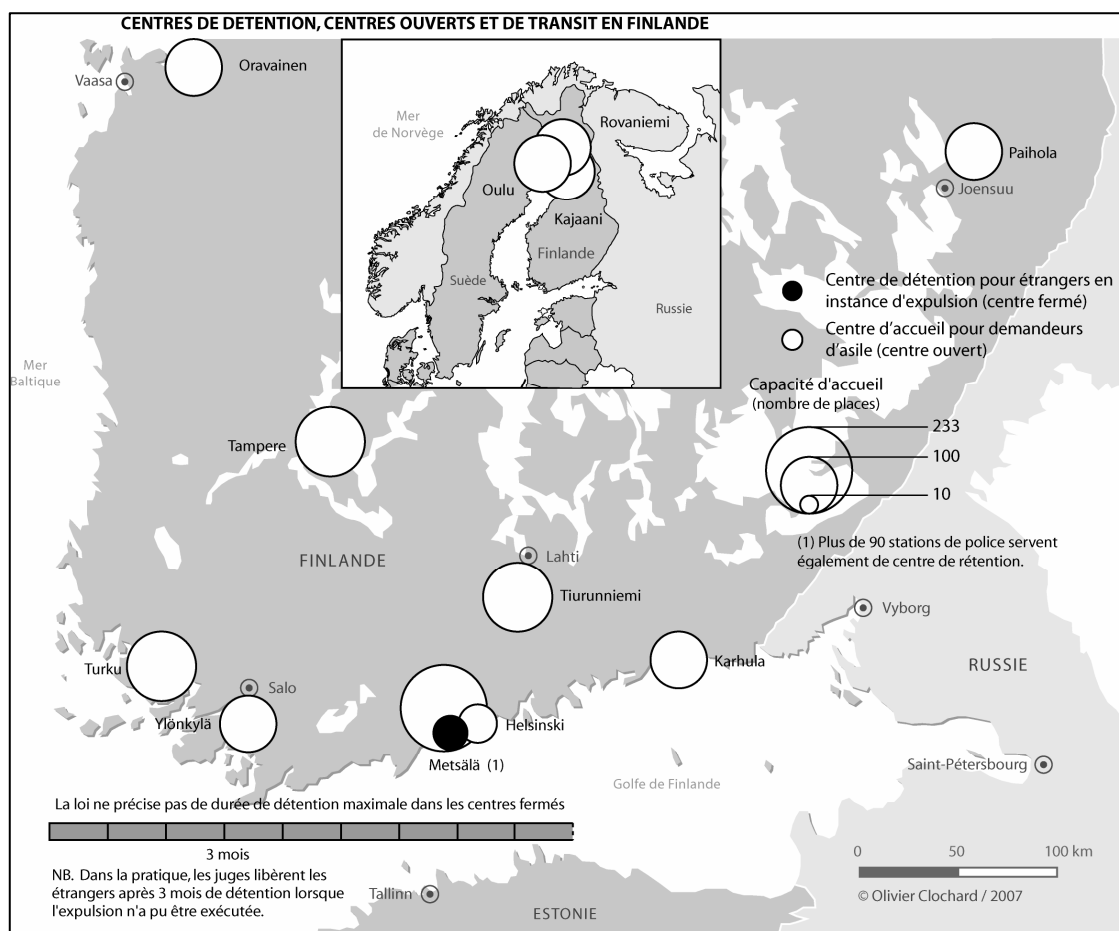 CENTRES DE DETENTION, CENTRES OUVERTS ET DE TRANSIT EN FINLANDE
Vaasa
Oravainen
Mer
de Norvège
Rovaniemi
Oulu
Kajaani
Finlande
Suède
Russie
Paihola
Joensuu
Centre de détention pour étrangers en
instance d'expulsion (centre fermé)
Centre d'accueil pour demandeurs
d'asile (centre ouvert)
Mer
Baltique
Capacité d'accueil
(nombre de places)
233
100
10
Tampere
(1) Plus de 90 stations de police servent
également de centre de rétention.
FINLANDE
Lahti
Tiurunniemi
Vyborg
Turku
Salo
Ylönkylä
Karhula
RUSSIE
Helsinski
Metsälä (1)
Golfe de Finlande
Saint-Pétersbourg
La loi ne précise pas de durée de détention maximale dans les centres fermés
3 mois
NB. Dans la pratique, les juges libèrent les
étrangers après 3 mois de détention lorsque
l'expulsion n'a pu être exécutée.
Tallinn
ESTONIE
0 50 100 km
© Olivier Clochard / 2007